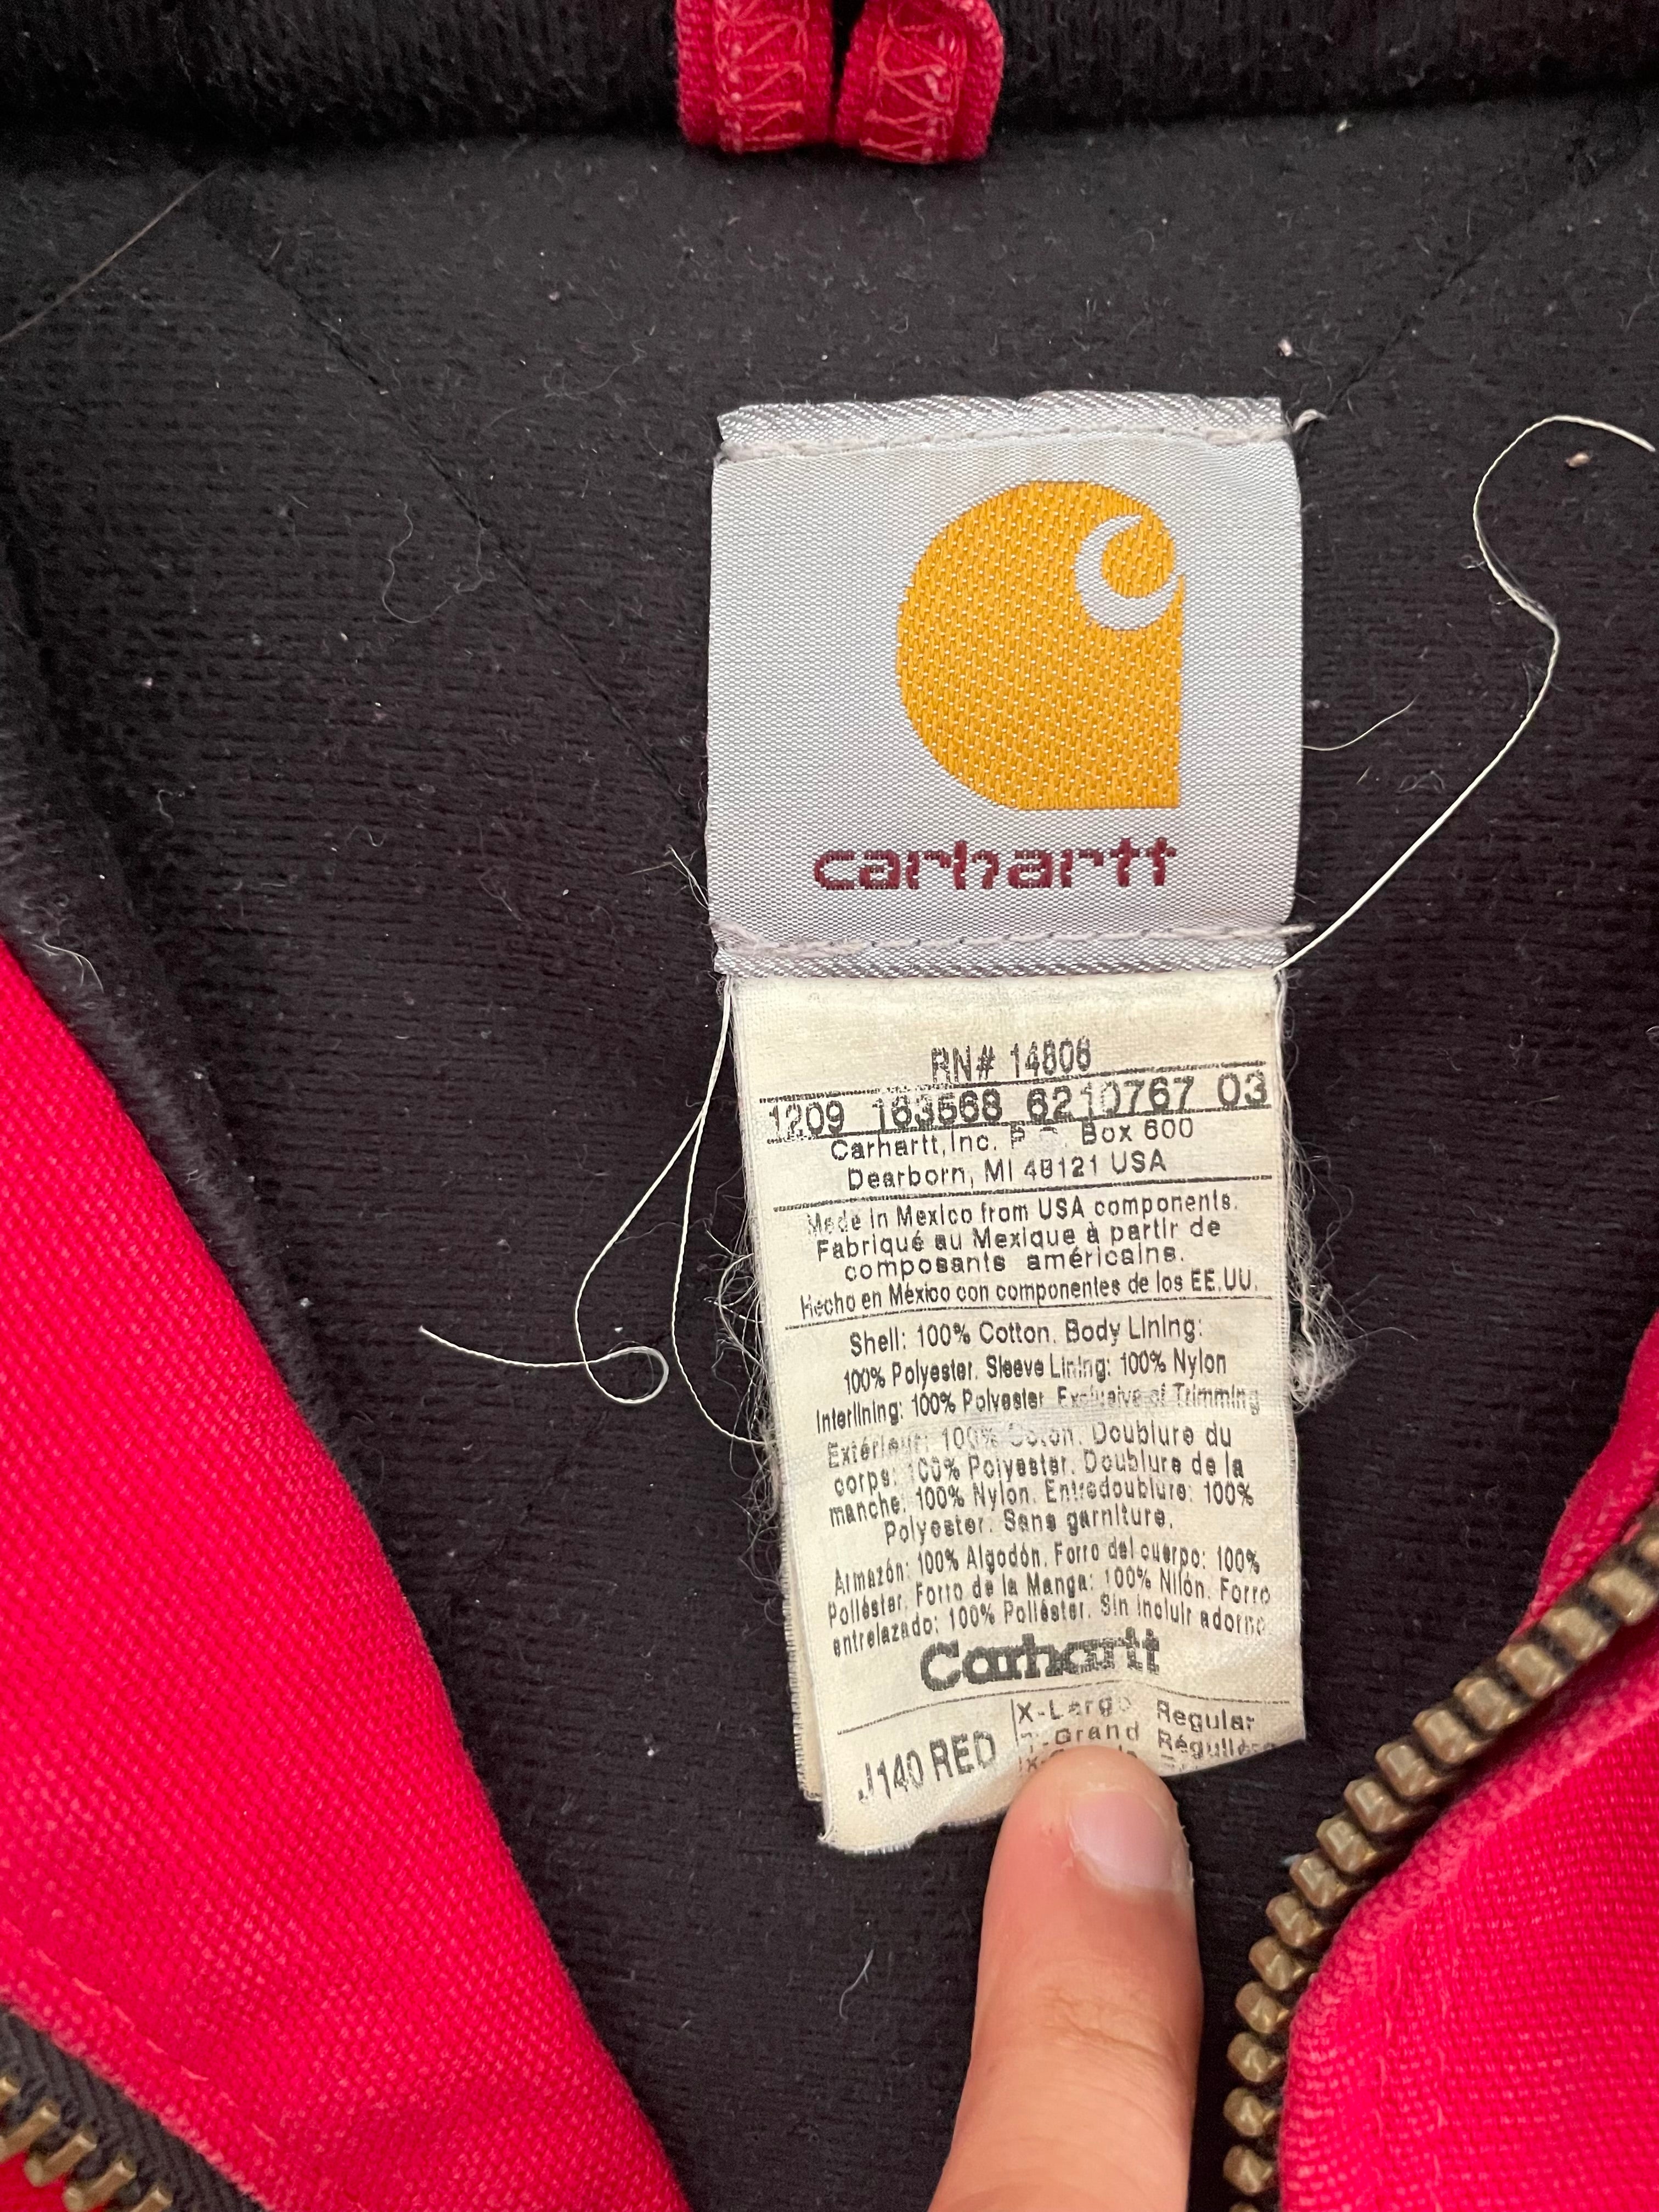 carhartt
RN# 14806
1209 163568 6210767 03
Carhartt, Inc. P.O. Box 600
Dearborn, MI 48121 USA
Made in Mexico from USA components.
Fabriqué au Mexique à partir de
composants américains.
Hecho en México con componentes de los EE.UU.
Shell: 100% Cotton. Body Lining:
100% Polyester. Sleeve Lining: 100% Nylon
Interlining: 100% Polyester Exclusive of Trimming
Extérieur: 100% Coton. Doublure du
corps: 100% Polyester. Doublure de la
manche: 100% Nylon. Entredoublure: 100%
Polyester. Sans garniture.
Armazón: 100% Algodón. Forro del cuerpo: 100%
Poliéster. Forro de la Manga: 100% Nilón. Forro
entrelazado: 100% Poliéster. Sin incluir adorno
Carhartt
J140 RED
X-Large Regular
Grand Régulière